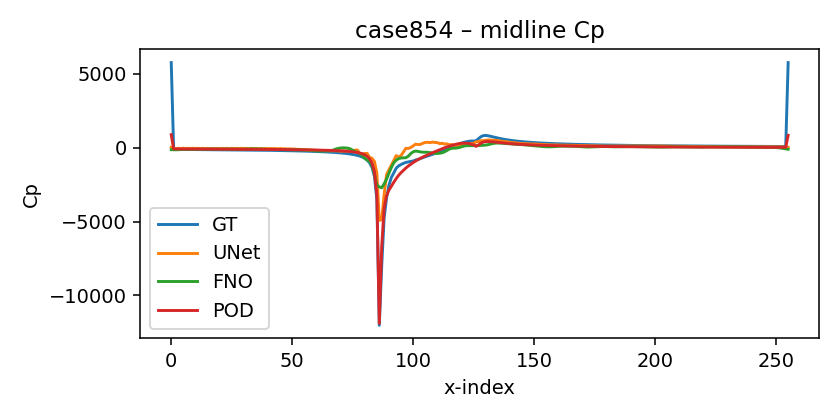 case854 – midline Cp
5000
0
−5000
−10000
Cp
GT
UNet
FNO
POD
0 50 100 150 200 250
x-index